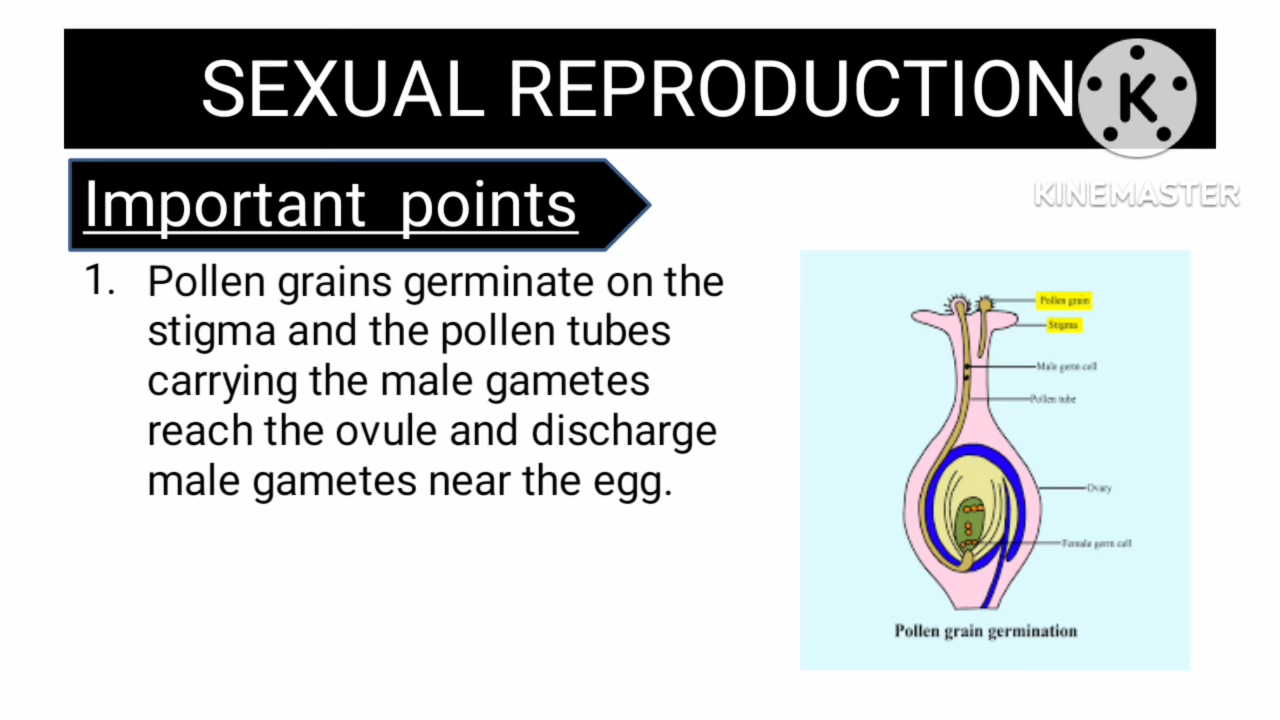 SEXUAL REPRODUCTION
K
KINEMASTER
Important points
1. Pollen grains germinate on the
stigma and the pollen tubes
carrying the male gametes
reach the ovule and discharge
male gametes near the egg.
Pollen grain
Stigma
Male germ cell
Pollen tube
Ovary
Female germ cell
Pollen grain germination